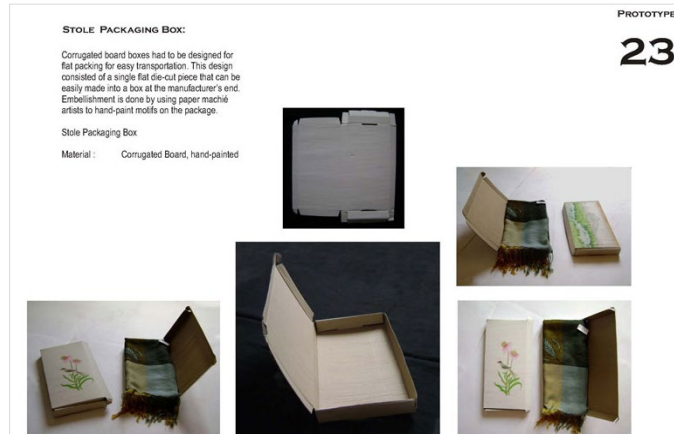 STOLE PACKAGING BOX:
PROTOTYPE
23
Corrugated board boxes had to be designed for
flat packing for easy transportation. This design
consisted of a single flat die-cut piece that can be
easily made into a box at the manufacturer's end.
Embellishment is done by using paper machié
artists to hand-paint motifs on the package.
Stole Packaging Box
Material : Corrugated Board, hand-painted